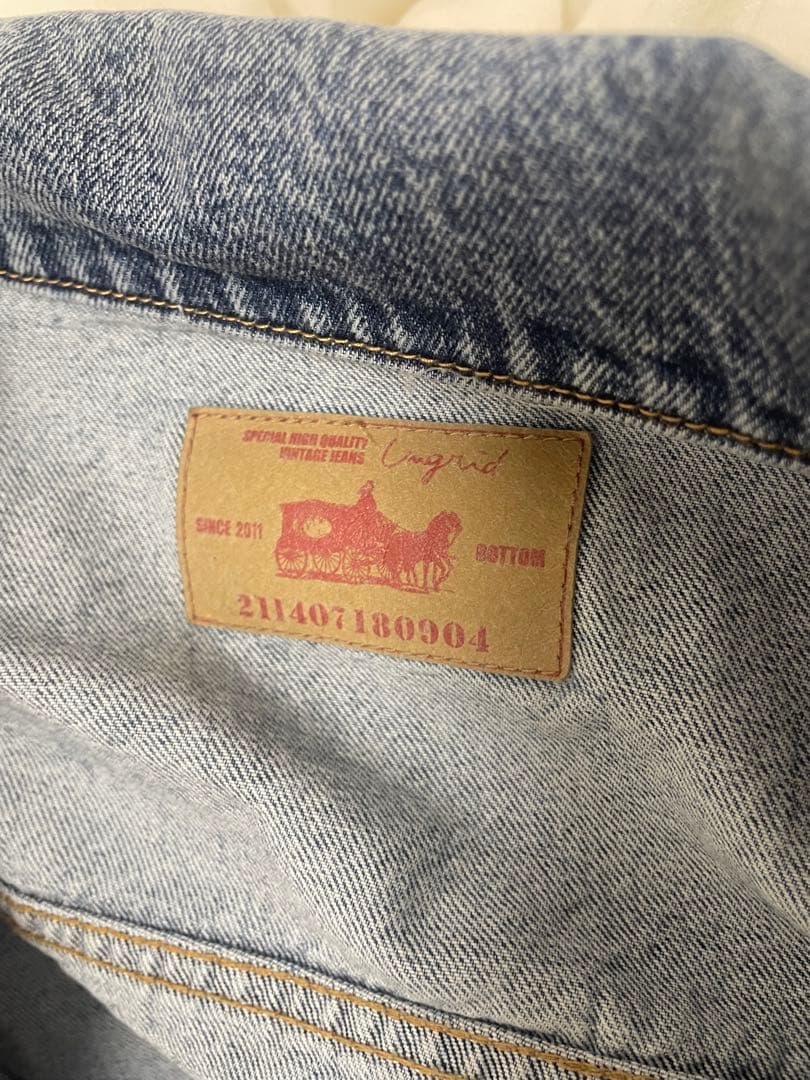 SPECIAL HIGH QUALITY
VINTAGE JEANS
Ungrid
SINCE 2011
BOTTOM
211407180904